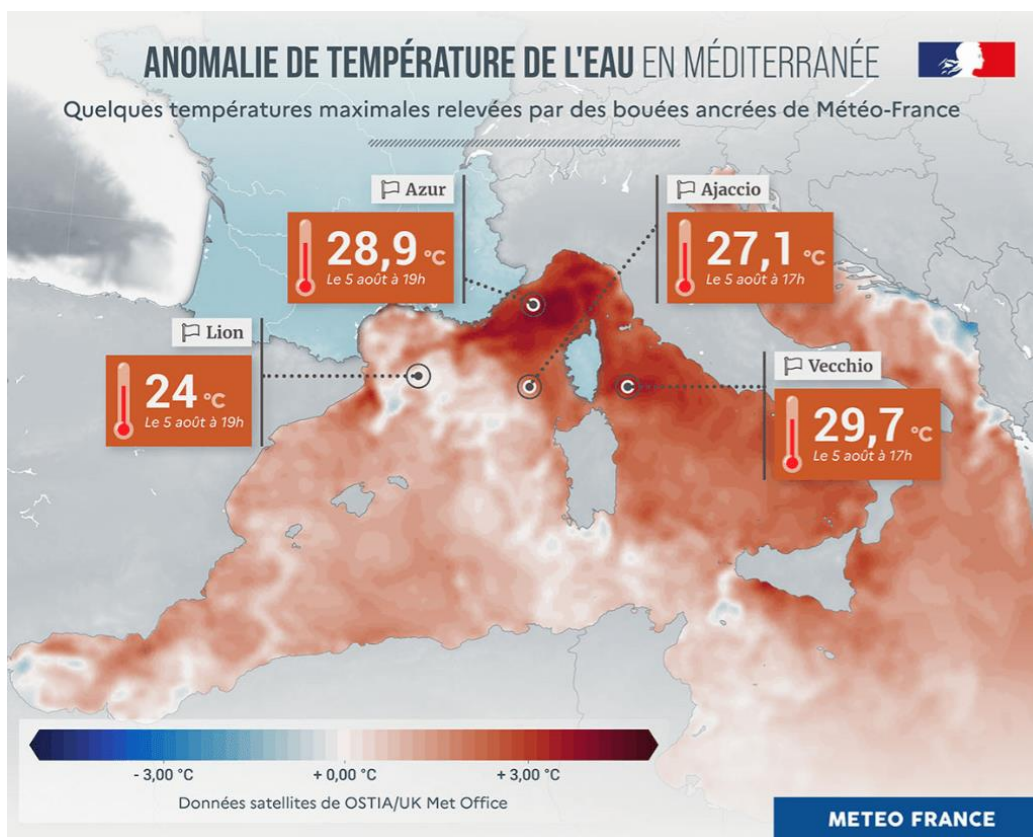 ANOMALIE DE TEMPÉRATURE DE L'EAU EN MÉDITERRANÉE
Quelques températures maximales relevées par des bouées ancrées de Météo-France
Azur
28,9 °C
Le 5 août à 19h
Ajaccio
27,1 °C
Le 5 août à 17h
Lion
24 °C
Le 5 août à 19h
Vecchio
29,7 °C
Le 5 août à 17h
- 3,00 °C + 0,00 °C + 3,00 °C
Données satellites de OSTIA/UK Met Office
METEO FRANCE